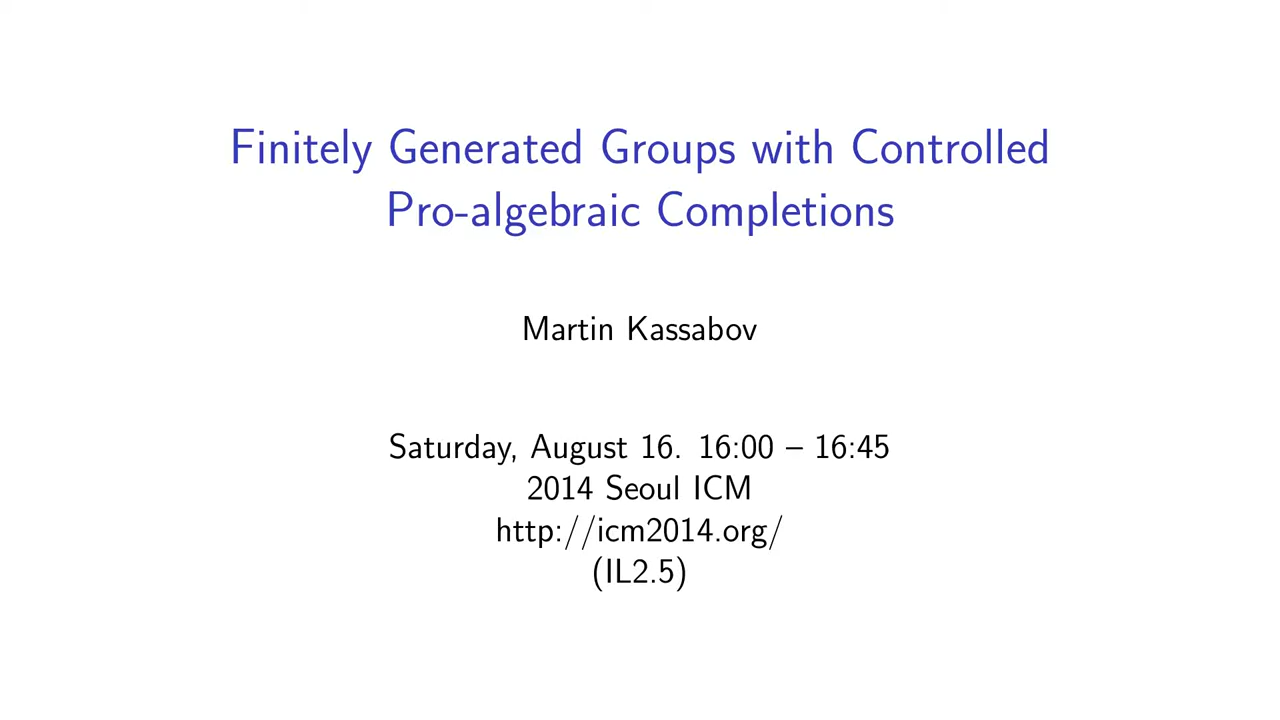 Finitely Generated Groups with Controlled
Pro-algebraic Completions
Martin Kassabov
Saturday, August 16. 16:00 – 16:45
2014 Seoul ICM
http://icm2014.org/
(IL2.5)